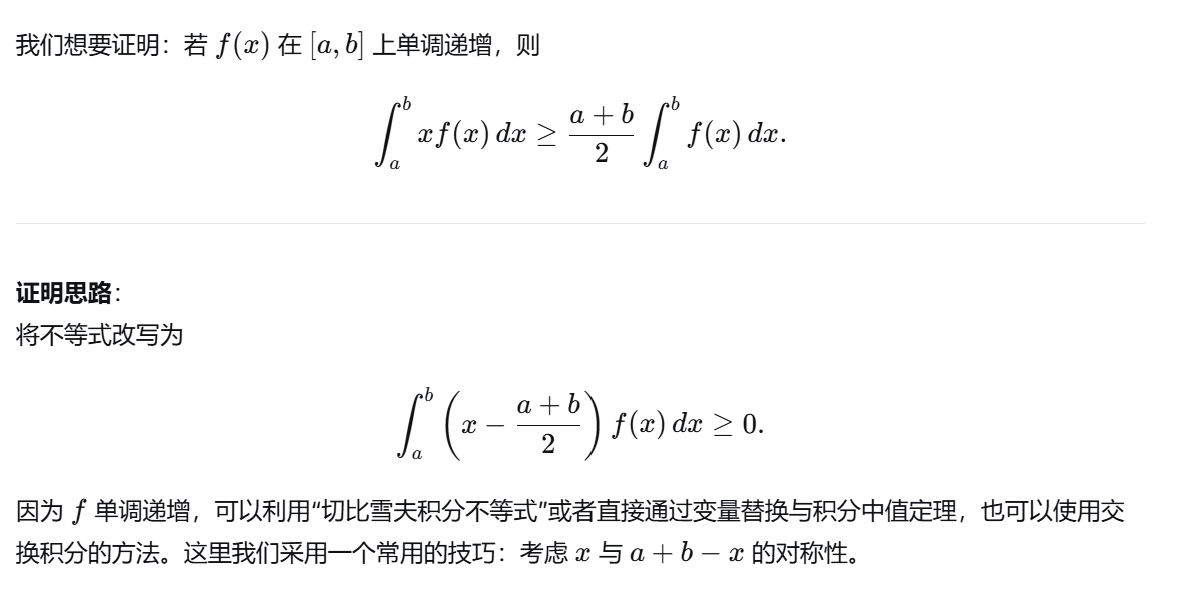 我们想要证明：若 f(x) 在 [a, b] 上单调递增，则
∫_a^b xf(x) dx ≥ \frac{a + b}{2} ∫_a^b f(x) dx.
证明思路：
将不等式改写为
∫_a^b (x − \frac{a + b}{2}) f(x) dx ≥ 0.
因为 f 单调递增，可以利用“切比雪夫积分不等式”或者直接通过变量替换与积分中值定理，也可以使用交
换积分的方法。这里我们采用一个常用的技巧：考虑 x 与 a + b − x 的对称性。